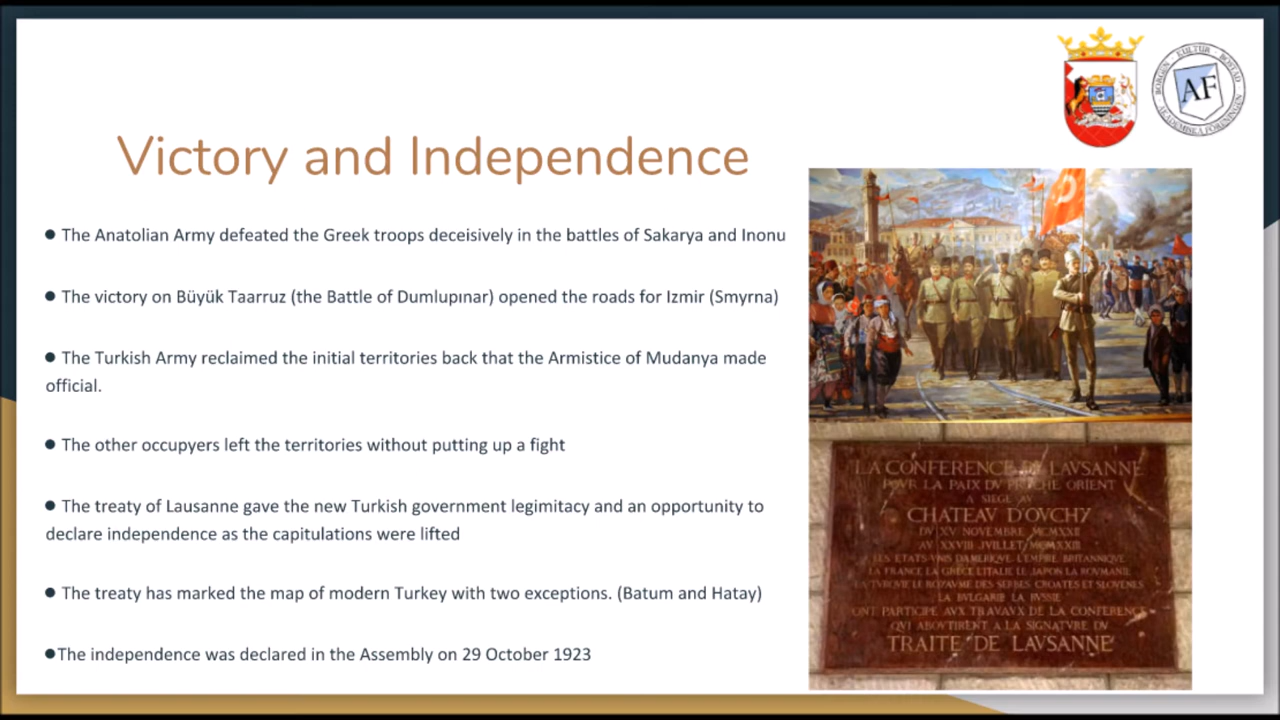 Victory and Independence
● The Anatolian Army defeated the Greek troops deceisively in the battles of Sakarya and Inonu
● The victory on Büyük Taarruz (the Battle of Dumlupınar) opened the roads for Izmir (Smyrna)
● The Turkish Army reclaimed the initial territories back that the Armistice of Mudanya made
official.
● The other occupyers left the territories without putting up a fight
● The treaty of Lausanne gave the new Turkish government legimitacy and an opportunity to
declare independence as the capitulations were lifted
● The treaty has marked the map of modern Turkey with two exceptions. (Batum and Hatay)
●The independence was declared in the Assembly on 29 October 1923
AF
BORGEN · KULTUR · BOSTAD
AKADEMISKA FÖRENINGEN
LA CONFERENCE DE LAVSANNE
POVR LA PAIX DV PROCHE ORIENT
A SIEGE AV
CHATEAV D'OVCHY
DV XV NOVEMBRE MCMXXII
AV XXVIII JVILLET MCMXXIII
LES ETATS-VNIS D'AMERIQVE L'EMPIRE BRITANNIQVE
LA FRANCE LA GRECE L'ITALIE LE JAPON LA ROVMANIE
LA TVRQVIE LE ROYAVME DES SERBES CROATES ET SLOVENES
LA BVLGARIE LA RVSSIE
ONT PARTICIPE AVX TRAVAVX DE LA CONFERENCE
QVI ABOVTIRENT A LA SIGNATVRE DV
TRAITE DE LAVSANNE